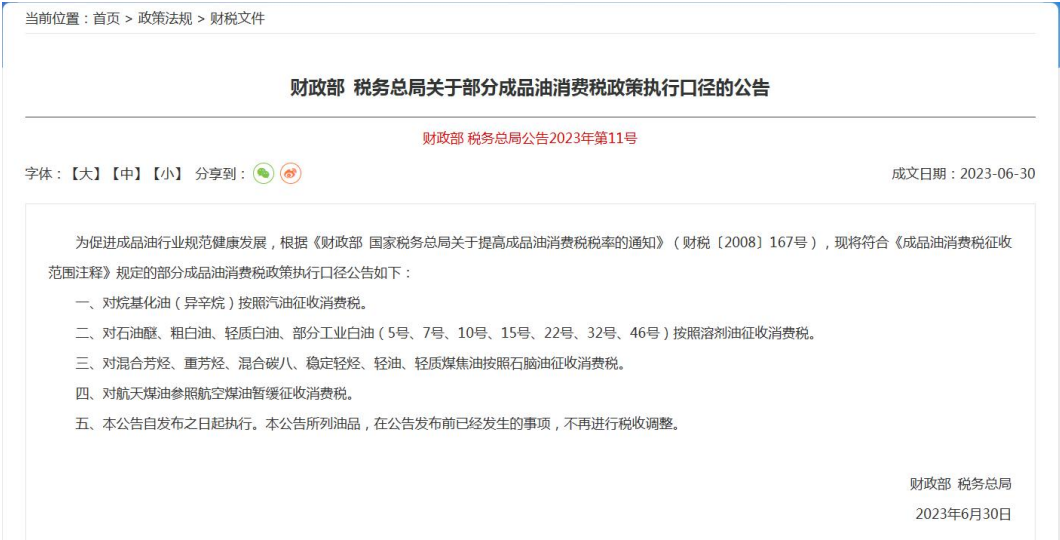 当前位置：首页 > 政策法规 > 财税文件
财政部 税务总局关于部分成品油消费税政策执行口径的公告
财政部 税务总局公告2023年第11号
字体：【大】【中】【小】 分享到：
成文日期：2023-06-30
为促进成品油行业规范健康发展，根据《财政部 国家税务总局关于提高成品油消费税税率的通知》（财税〔2008〕167号），现将符合《成品油消费税征收
范围注释》规定的部分成品油消费税政策执行口径公告如下：
一、对烷基化油（异辛烷）按照汽油征收消费税。
二、对石油醚、粗白油、轻质白油、部分工业白油（5号、7号、10号、15号、22号、32号、46号）按照溶剂油征收消费税。
三、对混合芳烃、重芳烃、混合碳八、稳定轻烃、轻油、轻质煤焦油按照石脑油征收消费税。
四、对航天煤油参照航空煤油暂缓征收消费税。
五、本公告自发布之日起执行。本公告所列油品，在公告发布前已经发生的事项，不再进行税收调整。
财政部 税务总局
2023年6月30日